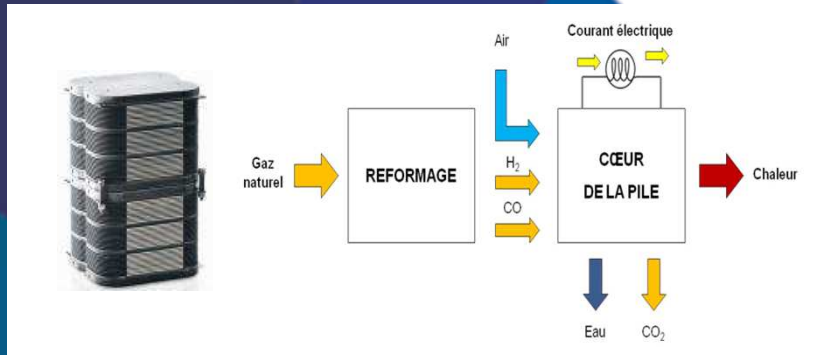 Courant électrique
Air
Gaz
naturel
REFORMAGE
H₂
CO
CŒUR
DE LA PILE
Chaleur
Eau
CO₂